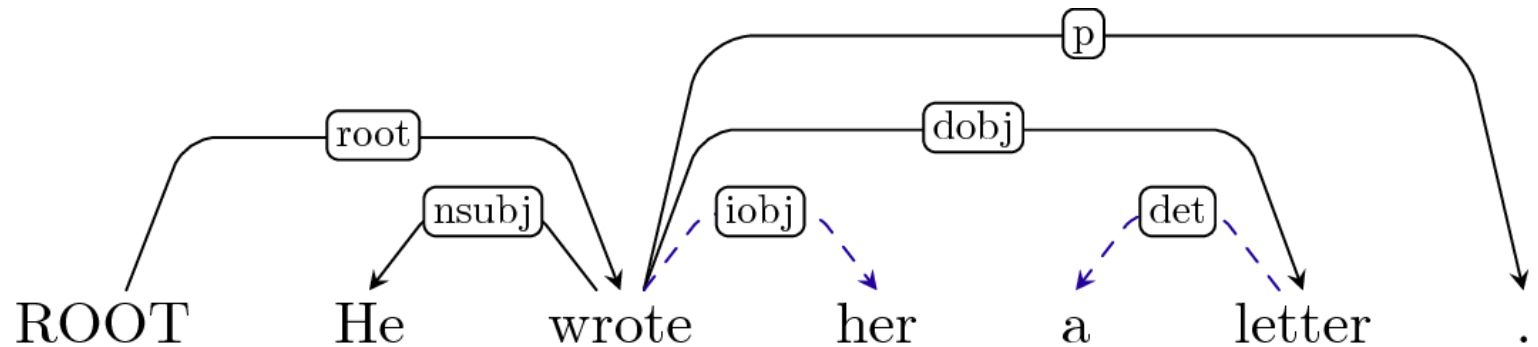 p
root
dobj
nsubj
iobj
det
ROOT He wrote her a letter .